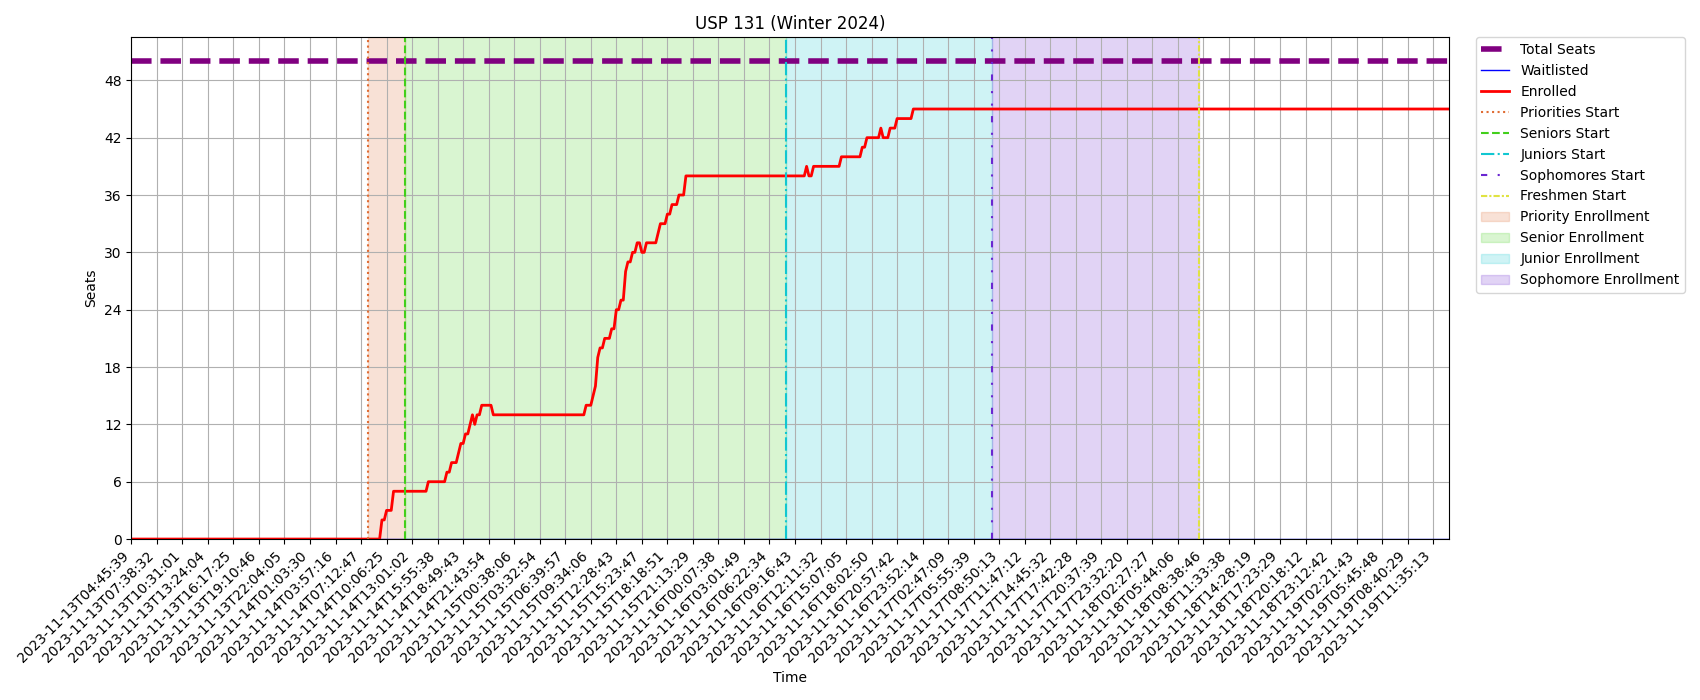 USP 131 (Winter 2024)
Total Seats
Waitlisted
Enrolled
Priorities Start
Seniors Start
Juniors Start
Sophomores Start
Freshmen Start
Priority Enrollment
Senior Enrollment
Junior Enrollment
Sophomore Enrollment
Seats
48
42
36
30
24
18
12
6
0
2023-11-13T04:45:39
2023-11-13T07:38:32
2023-11-13T10:31:01
2023-11-13T13:24:04
2023-11-13T16:17:25
2023-11-13T19:10:46
2023-11-13T22:04:05
2023-11-14T01:03:30
2023-11-14T03:57:16
2023-11-14T07:12:47
2023-11-14T10:06:25
2023-11-14T13:01:02
2023-11-14T15:55:38
2023-11-14T18:49:43
2023-11-14T21:43:54
2023-11-15T00:38:06
2023-11-15T03:32:54
2023-11-15T06:39:57
2023-11-15T09:34:06
2023-11-15T12:28:43
2023-11-15T15:23:47
2023-11-15T18:18:51
2023-11-15T21:13:29
2023-11-16T00:07:38
2023-11-16T03:01:49
2023-11-16T06:22:34
2023-11-16T09:16:43
2023-11-16T12:11:32
2023-11-16T15:07:05
2023-11-16T18:02:50
2023-11-16T20:57:42
2023-11-16T23:52:14
2023-11-17T02:47:09
2023-11-17T05:55:39
2023-11-17T08:50:13
2023-11-17T11:47:12
2023-11-17T14:45:32
2023-11-17T17:42:28
2023-11-17T20:37:39
2023-11-17T23:32:20
2023-11-18T02:27:27
2023-11-18T05:44:06
2023-11-18T08:38:46
2023-11-18T11:33:38
2023-11-18T14:28:19
2023-11-18T17:23:29
2023-11-18T20:18:12
2023-11-18T23:12:42
2023-11-19T02:21:43
2023-11-19T05:45:48
2023-11-19T08:40:29
2023-11-19T11:35:13
Time